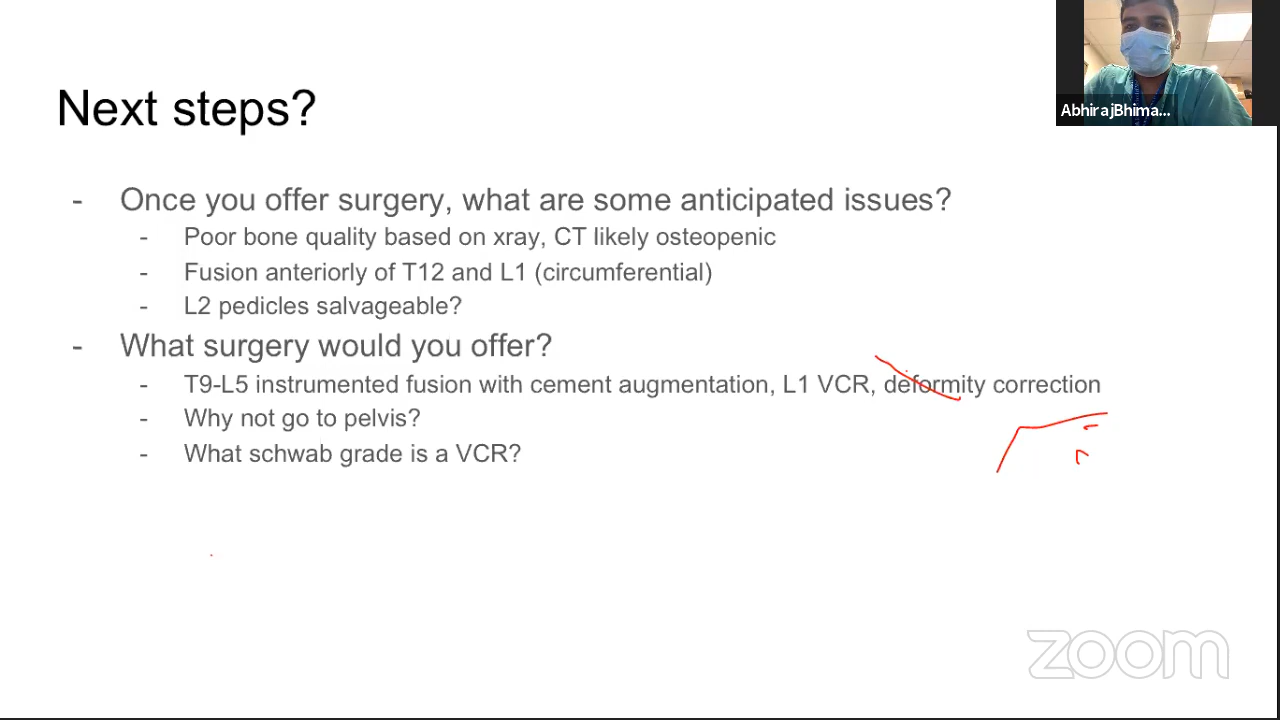 AbhirajBhima...
Next steps?
- Once you offer surgery, what are some anticipated issues?
- Poor bone quality based on xray, CT likely osteopenic
- Fusion anteriorly of T12 and L1 (circumferential)
- L2 pedicles salvageable?
- What surgery would you offer?
- T9-L5 instrumented fusion with cement augmentation, L1 VCR, deformity correction
- Why not go to pelvis?
- What schwab grade is a VCR?
zoom